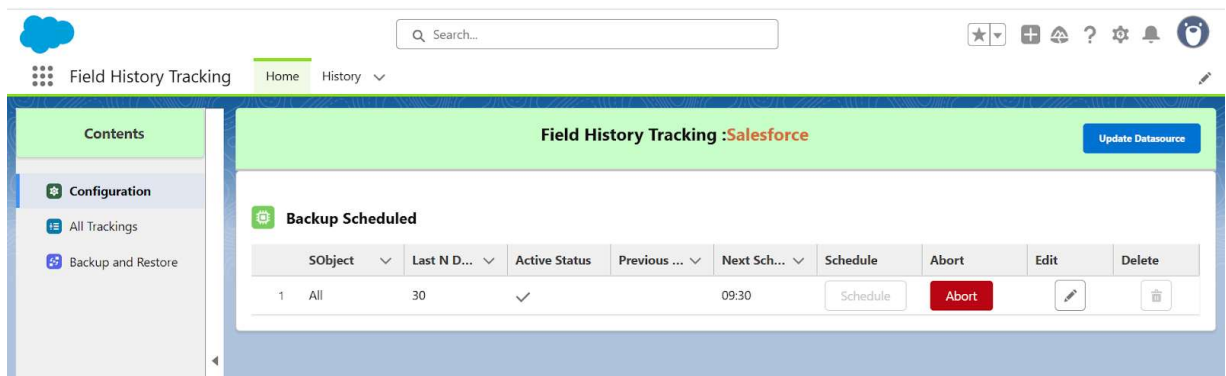 Search...
Field History Tracking Home History
Contents
Field History Tracking :Salesforce
Update Datasource
Configuration
All Trackings
Backup and Restore
Backup Scheduled
SObject Last N D... Active Status Previous ... Next Sch... Schedule Abort Edit Delete
1 All 30 09:30 Schedule Abort